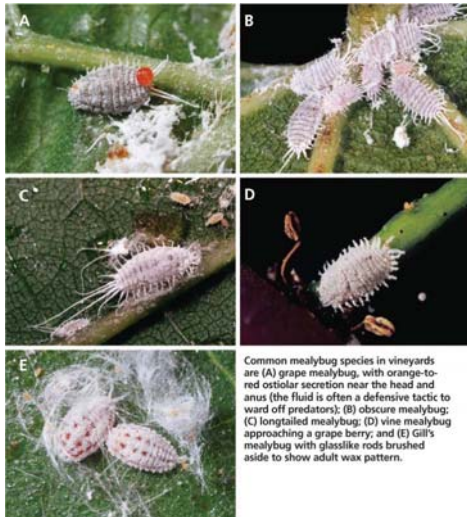 A
B
C
D
E
Common mealybug species in vineyards
are (A) grape mealybug, with orange-to-
red ostiolar secretion near the head and
anus (the fluid is often a defensive tactic to
ward off predators); (B) obscure mealybug;
(C) longtailed mealybug; (D) vine mealybug
approaching a grape berry; and (E) Gill's
mealybug with glasslike rods brushed
aside to show adult wax pattern.